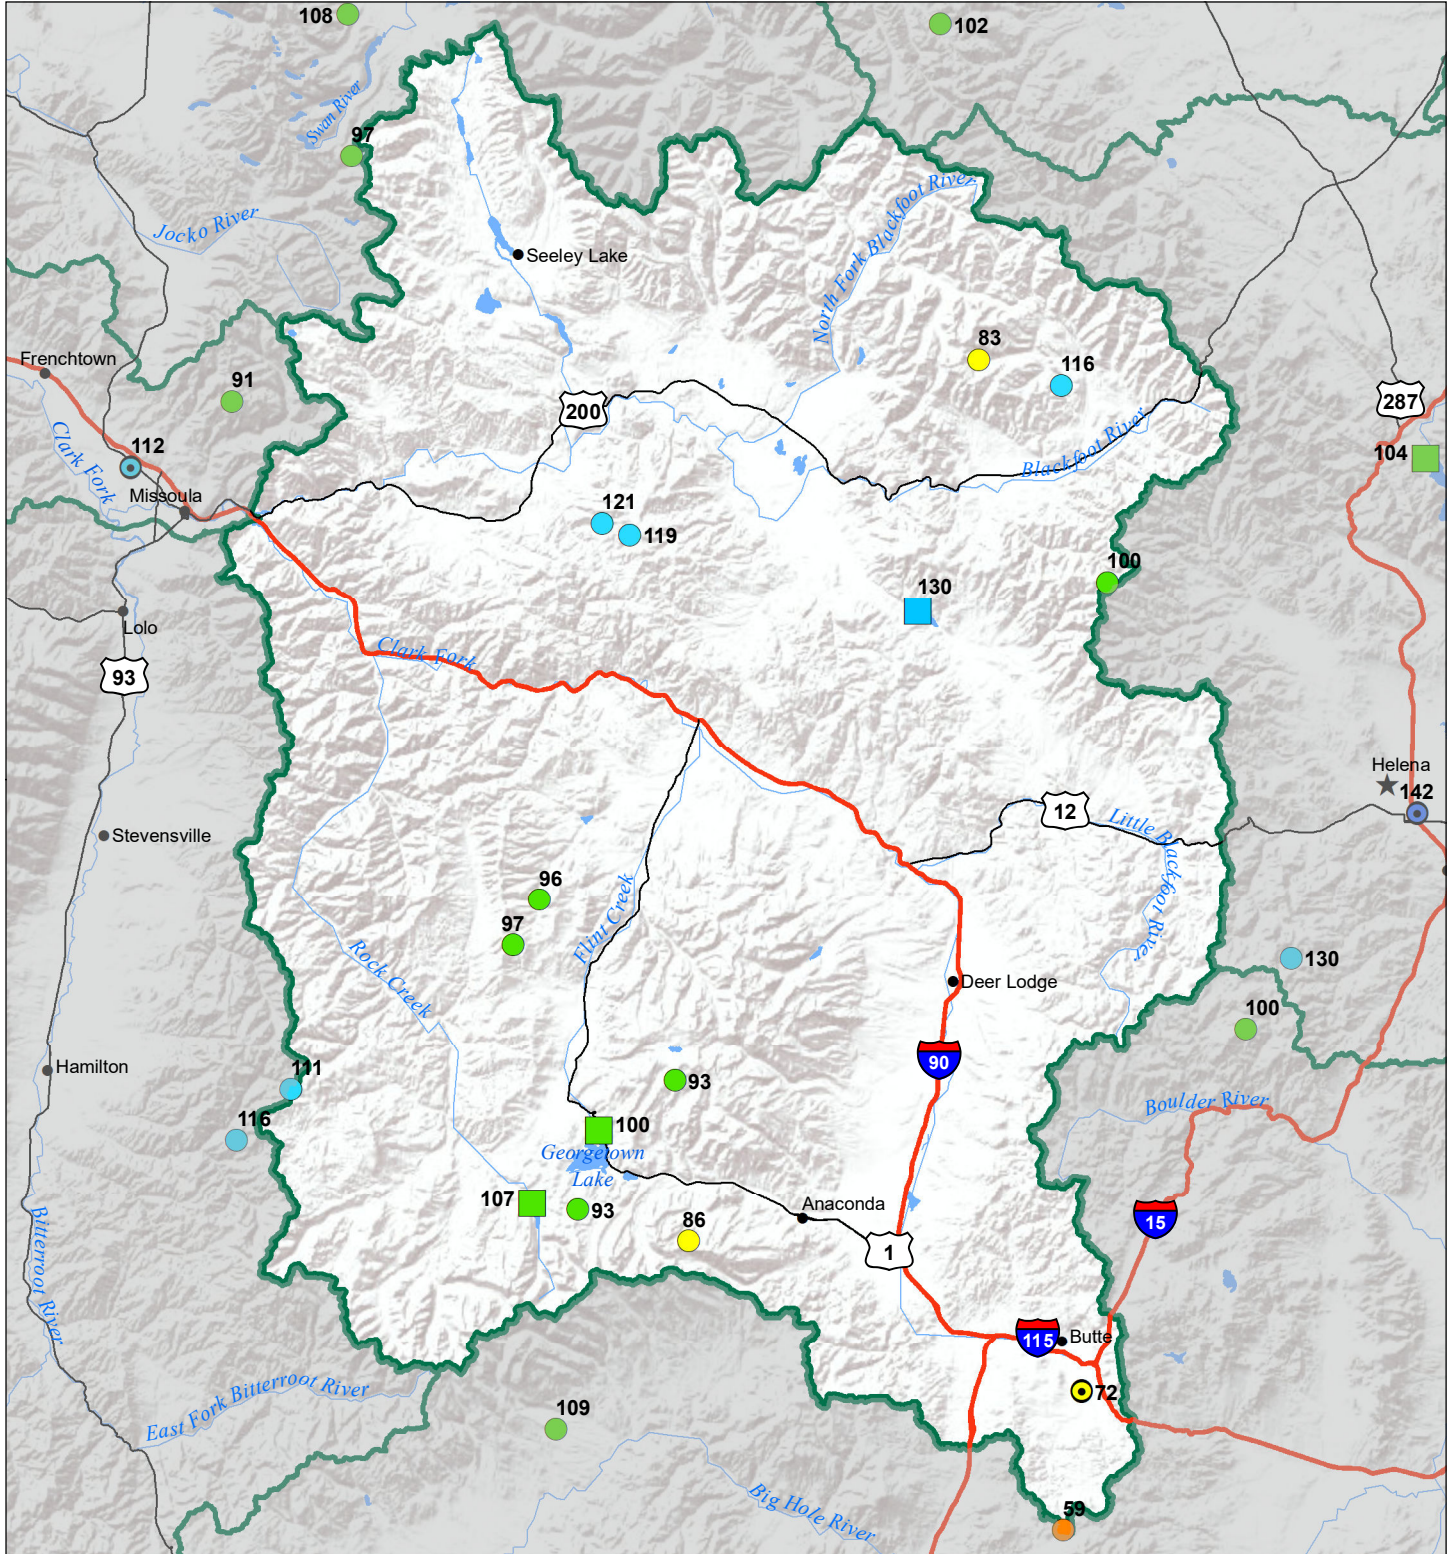 108
102
Swan River
97
Jocko River
North Fork Blackfoot River
Seeley Lake
Frenchtown
83
116
91
200
287
Clark Fork
112
Blackfoot River
104
Missoula
121
119
100
130
Lolo
Clark Fork
93
Helena
142
12
Little Blackfoot River
Stevensville
96
Flint Creek
97
Rock Creek
130
Deer Lodge
100
90
Hamilton
111
93
Boulder River
116
100
Georgetown
Lake
107
93
Anaconda
86
15
1
Bitterroot River
115
Butte
72
East Fork Bitterroot River
109
Big Hole River
59